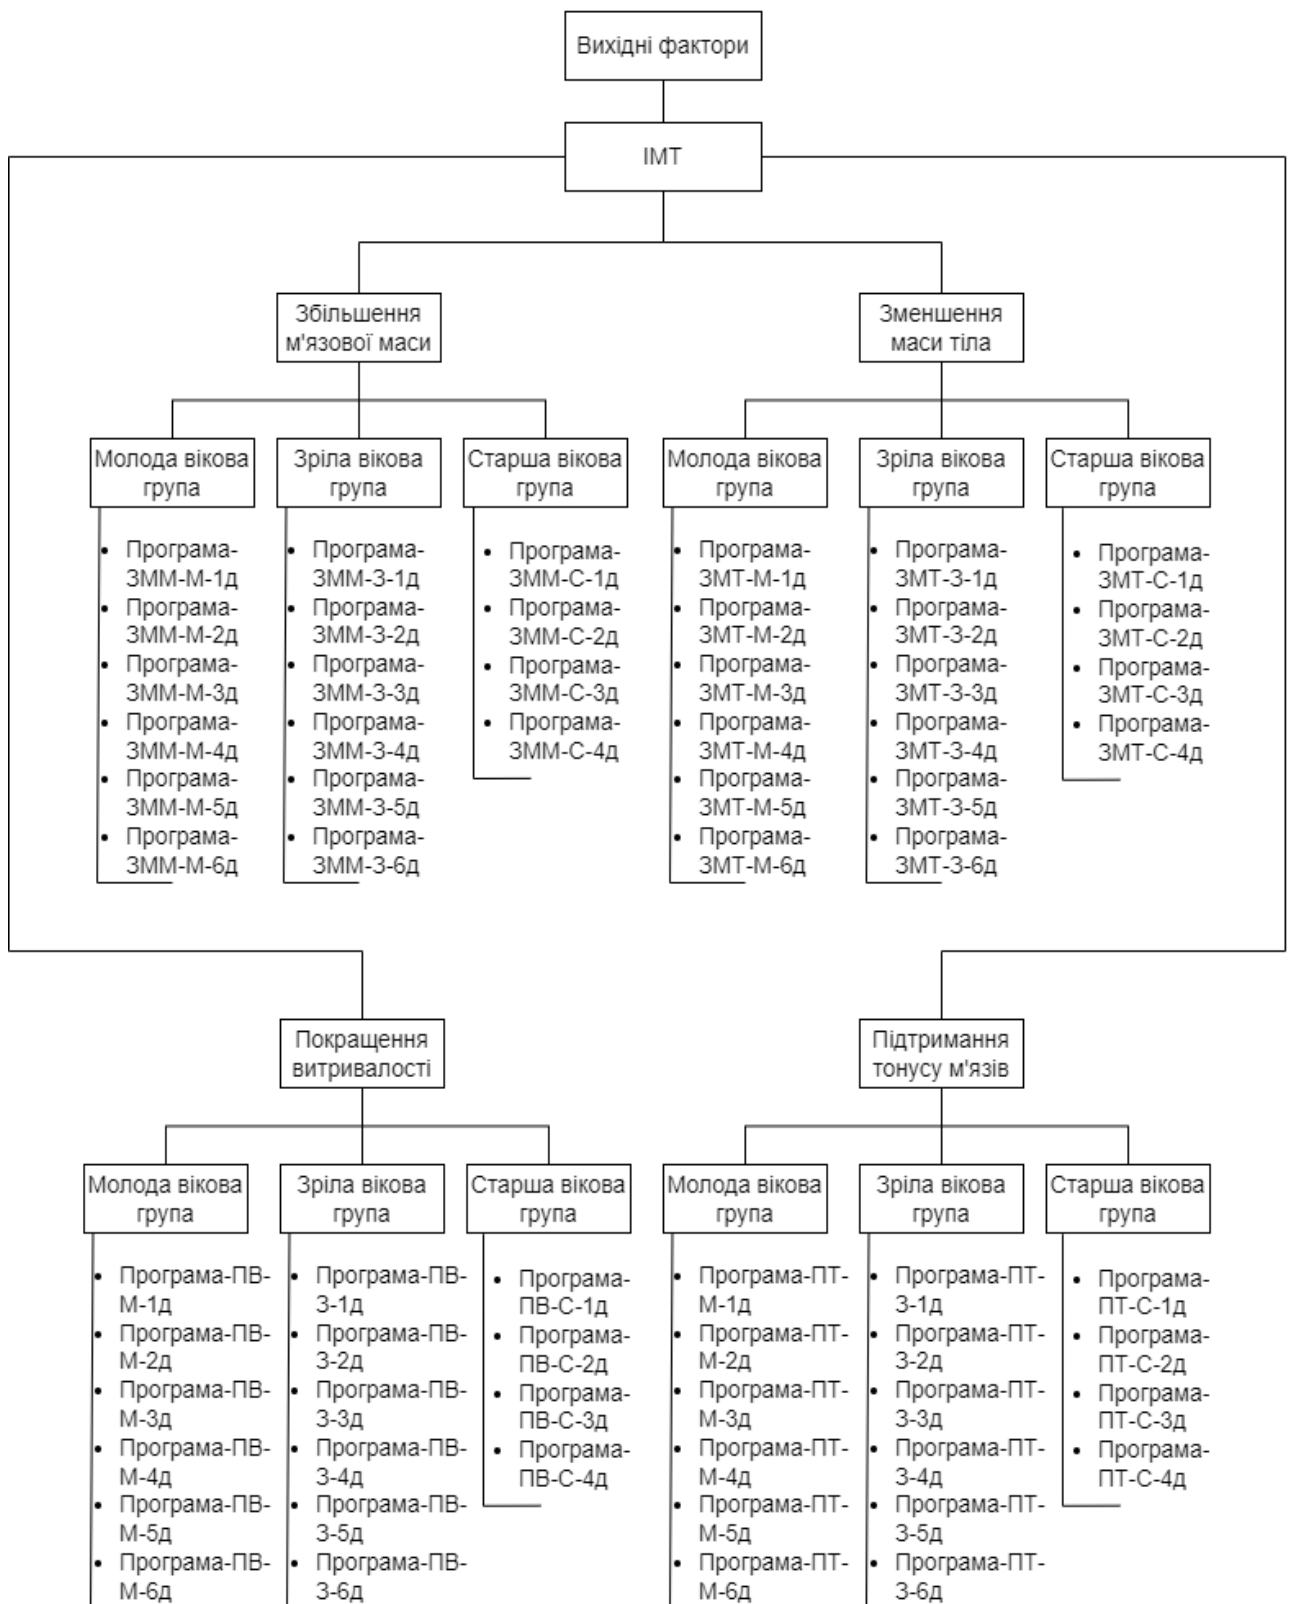 Вихідні фактори
ІМТ
Збільшення
м'язової маси
Зменшення
маси тіла
Молода вікова
група
Зріла вікова
група
Старша вікова
група
Молода вікова
група
Зріла вікова
група
Старша вікова
група
• Програма-
ЗММ-М-1д
• Програма-
ЗММ-М-2д
• Програма-
ЗММ-М-3д
• Програма-
ЗММ-М-4д
• Програма-
ЗММ-М-5д
• Програма-
ЗММ-М-6д
• Програма-
ЗММ-З-1д
• Програма-
ЗММ-З-2д
• Програма-
ЗММ-З-3д
• Програма-
ЗММ-З-4д
• Програма-
ЗММ-З-5д
• Програма-
ЗММ-З-6д
• Програма-
ЗММ-С-1д
• Програма-
ЗММ-С-2д
• Програма-
ЗММ-С-3д
• Програма-
ЗММ-С-4д
• Програма-
ЗМТ-М-1д
• Програма-
ЗМТ-М-2д
• Програма-
ЗМТ-М-3д
• Програма-
ЗМТ-М-4д
• Програма-
ЗМТ-М-5д
• Програма-
ЗМТ-М-6д
• Програма-
ЗМТ-З-1д
• Програма-
ЗМТ-З-2д
• Програма-
ЗМТ-З-3д
• Програма-
ЗМТ-З-4д
• Програма-
ЗМТ-З-5д
• Програма-
ЗМТ-З-6д
• Програма-
ЗМТ-С-1д
• Програма-
ЗМТ-С-2д
• Програма-
ЗМТ-С-3д
• Програма-
ЗМТ-С-4д
Покращення
витривалості
Підтримання
тонусу м'язів
Молода вікова
група
Зріла вікова
група
Старша вікова
група
Молода вікова
група
Зріла вікова
група
Старша вікова
група
• Програма-ПВ-
М-1д
• Програма-ПВ-
М-2д
• Програма-ПВ-
М-3д
• Програма-ПВ-
М-4д
• Програма-ПВ-
М-5д
• Програма-ПВ-
М-6д
• Програма-ПВ-
З-1д
• Програма-ПВ-
З-2д
• Програма-ПВ-
З-3д
• Програма-ПВ-
З-4д
• Програма-ПВ-
З-5д
• Програма-ПВ-
З-6д
• Програма-
ПВ-С-1д
• Програма-
ПВ-С-2д
• Програма-
ПВ-С-3д
• Програма-
ПВ-С-4д
• Програма-ПТ-
М-1д
• Програма-ПТ-
М-2д
• Програма-ПТ-
М-3д
• Програма-ПТ-
М-4д
• Програма-ПТ-
М-5д
• Програма-ПТ-
М-6д
• Програма-ПТ-
З-1д
• Програма-ПТ-
З-2д
• Програма-ПТ-
З-3д
• Програма-ПТ-
З-4д
• Програма-ПТ-
З-5д
• Програма-ПТ-
З-6д
• Програма-
ПТ-С-1д
• Програма-
ПТ-С-2д
• Програма-
ПТ-С-3д
• Програма-
ПТ-С-4д